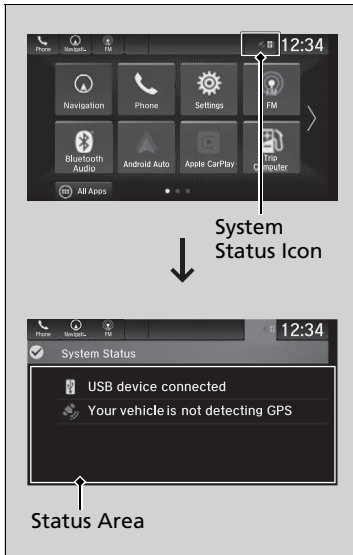 Phone Navigati.. FM 12:34
Navigation Phone Settings FM
Bluetooth Audio Android Auto Apple CarPlay Trip Computer
All Apps
System
Status Icon
Phone Navigati.. FM 12:34
System Status
USB device connected
Your vehicle is not detecting GPS
Status Area